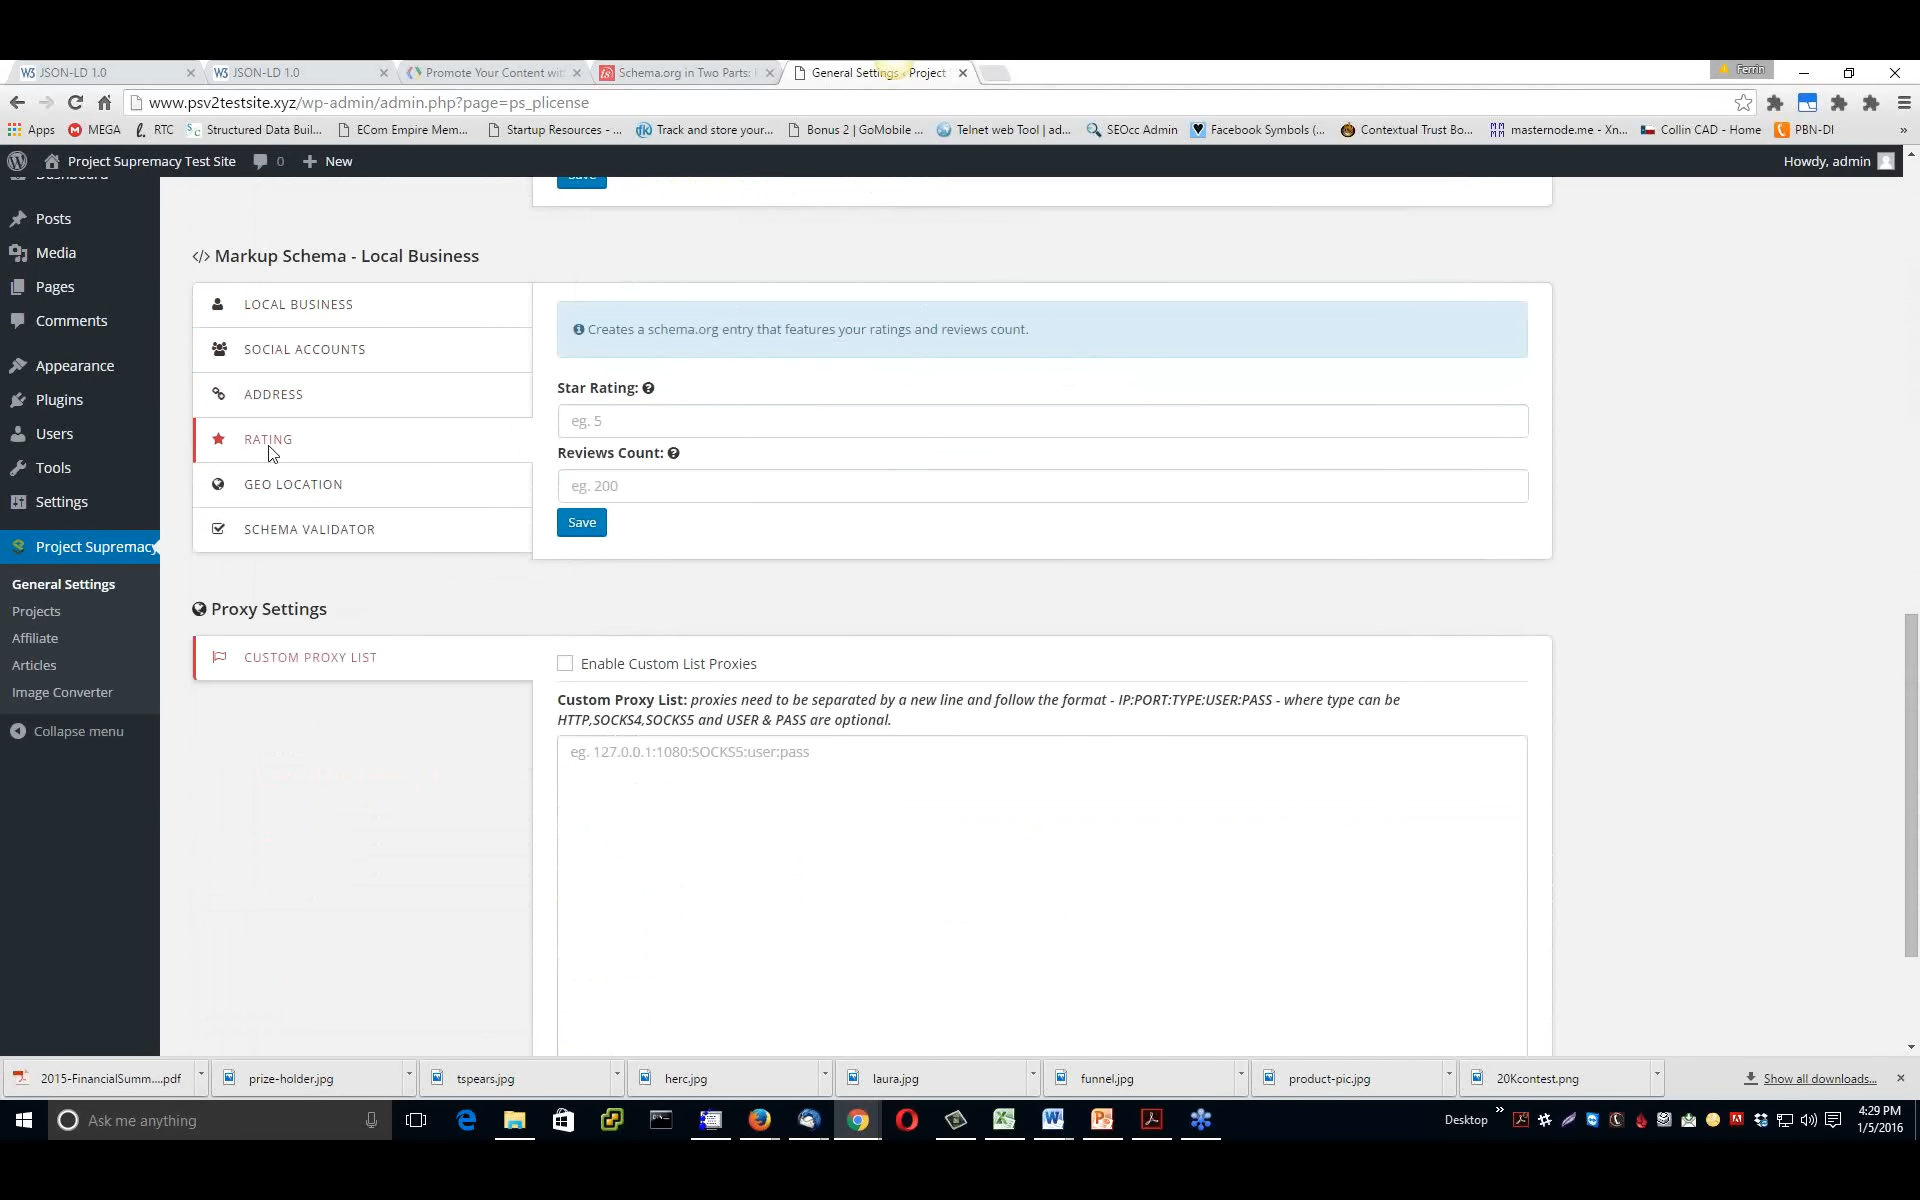 JSON-LD 1.0
JSON-LD 1.0
Promote Your Content wit
Schema.org in Two Parts:
General Settings ‹ Project
Ferrin
www.psv2testsite.xyz/wp-admin/admin.php?page=ps_plicense
Apps
MEGA
RTC
Structured Data Buil...
ECom Empire Mem...
Startup Resources - ...
Track and store your...
Bonus 2 | GoMobile ...
Telnet web Tool | ad...
SEOcc Admin
Facebook Symbols (...
Contextual Trust Bo...
masternode.me - Xn...
Collin CAD - Home
PBN-DI
»
Project Supremacy Test Site
0
New
Howdy, admin
Dashboard
Posts
Media
Pages
Comments
Appearance
Plugins
Users
Tools
Settings
Project Supremacy
General Settings
Projects
Affiliate
Articles
Image Converter
Collapse menu
Save
</> Markup Schema - Local Business
LOCAL BUSINESS
SOCIAL ACCOUNTS
ADDRESS
RATING
GEO LOCATION
SCHEMA VALIDATOR
Creates a schema.org entry that features your ratings and reviews count.
Star Rating:
eg. 5
Reviews Count:
eg. 200
Save
Proxy Settings
CUSTOM PROXY LIST
Enable Custom List Proxies
Custom Proxy List: proxies need to be separated by a new line and follow the format - IP:PORT:TYPE:USER:PASS - where type can be
HTTP,SOCKS4,SOCKS5 and USER & PASS are optional.
eg. 127.0.0.1:1080:SOCKS5:user:pass
2015-FinancialSumm....pdf
prize-holder.jpg
tspears.jpg
herc.jpg
laura.jpg
funnel.jpg
product-pic.jpg
20Kcontest.png
Show all downloads...
Ask me anything
Desktop
»
4:29 PM
1/5/2016